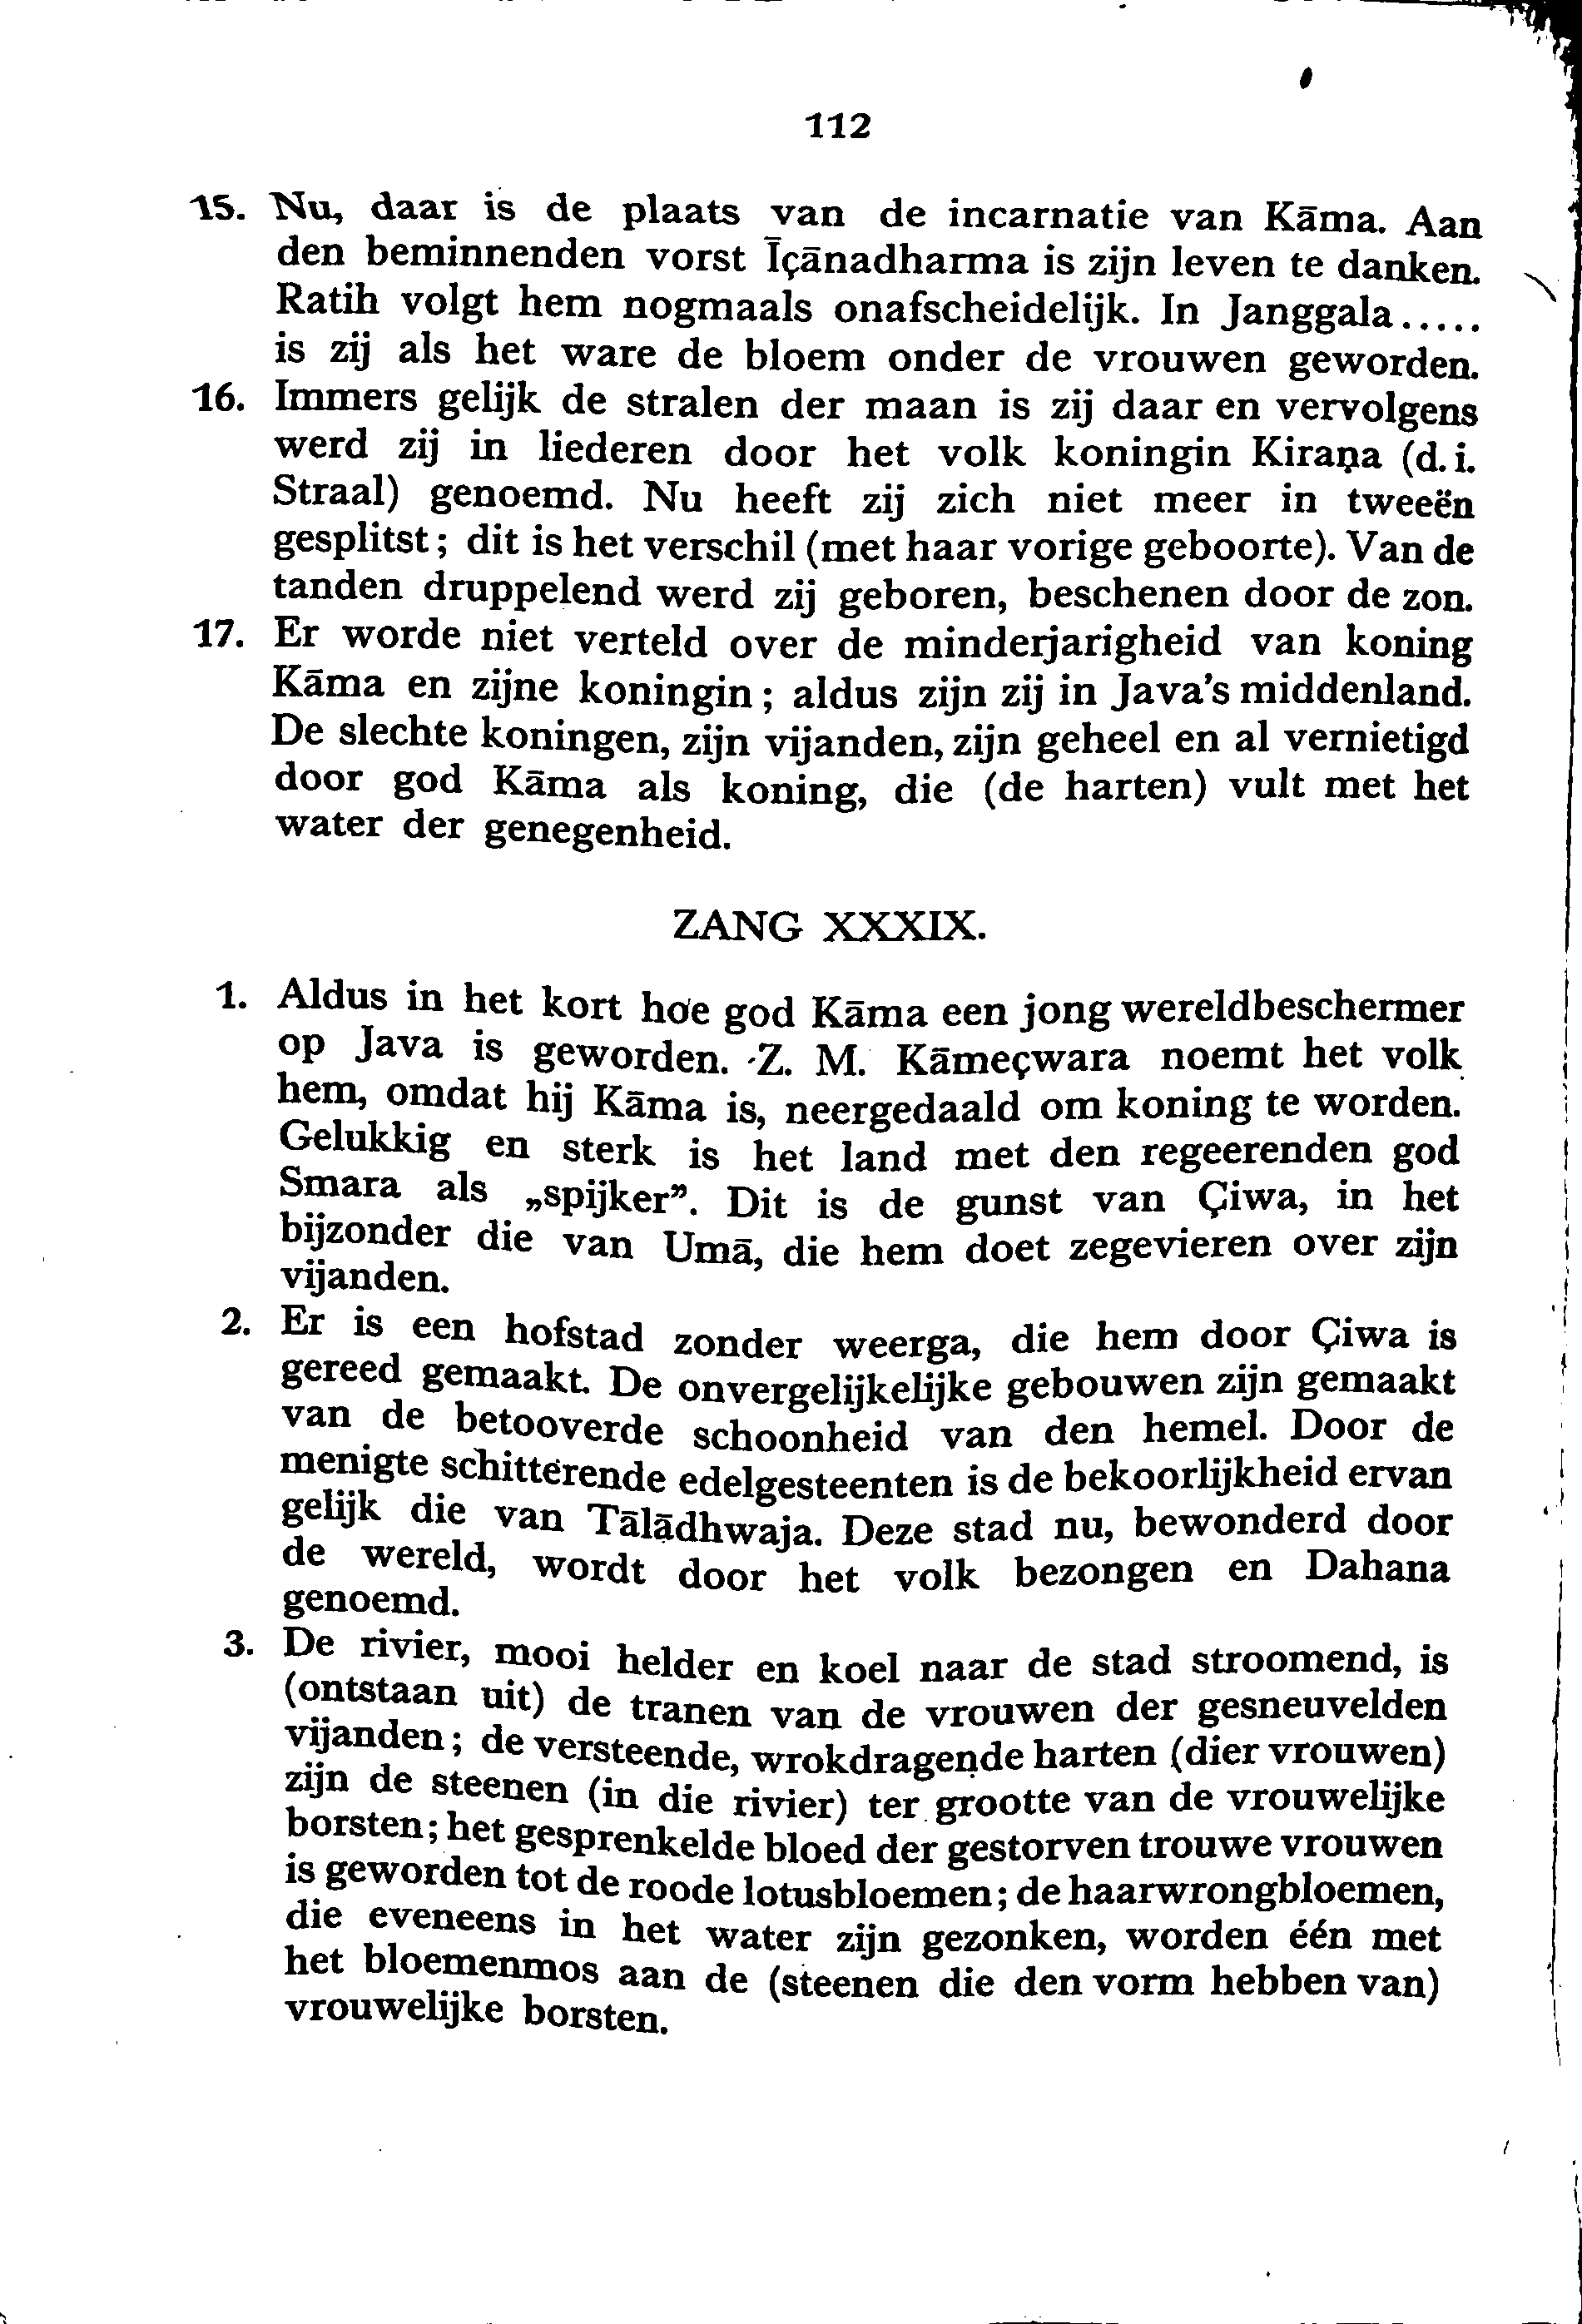 112
15. Nu, daar is de plaats van de incarnatie van Kāma. Aan
den beminnenden vorst Īçānadharma is zijn leven te danken.
Ratih volgt hem nogmaals onafscheidelijk. In Janggala.....
is zij als het ware de bloem onder de vrouwen geworden.
16. Immers gelijk de stralen der maan is zij daar en vervolgens
werd zij in liederen door het volk koningin Kiraṇa (d. i.
Straal) genoemd. Nu heeft zij zich niet meer in tweeën
gesplitst; dit is het verschil (met haar vorige geboorte). Van de
tanden druppelend werd zij geboren, beschenen door de zon.
17. Er worde niet verteld over de minderjarigheid van koning
Kāma en zijne koningin; aldus zijn zij in Java's middenland.
De slechte koningen, zijn vijanden, zijn geheel en al vernietigd
door god Kāma als koning, die (de harten) vult met het
water der genegenheid.
ZANG XXXIX.
1. Aldus in het kort hoe god Kāma een jong wereldbeschermer
op Java is geworden. Z. M. Kāmeçwara noemt het volk
hem, omdat hij Kāma is, neergedaald om koning te worden.
Gelukkig en sterk is het land met den regeerenden god
Smara als „spijker”. Dit is de gunst van Çiwa, in het
bijzonder die van Umā, die hem doet zegevieren over zijn
vijanden.
2. Er is een hofstad zonder weerga, die hem door Çiwa is
gereed gemaakt. De onvergelijkelijke gebouwen zijn gemaakt
van de betooverde schoonheid van den hemel. Door de
menigte schitterende edelgesteenten is de bekoorlijkheid ervan
gelijk die van Tālạ̄dhwaja. Deze stad nu, bewonderd door
de wereld, wordt door het volk bezongen en Dahana
genoemd.
3. De rivier, mooi helder en koel naar de stad stroomend, is
(ontstaan uit) de tranen van de vrouwen der gesneuvelden
vijanden; de versteende, wrokdragende harten (dier vrouwen)
zijn de steenen (in die rivier) ter grootte van de vrouwelijke
borsten; het gesprenkelde bloed der gestorven trouwe vrouwen
is geworden tot de roode lotusbloemen; de haarwrongbloemen,
die eveneens in het water zijn gezonken, worden één met
het bloemenmos aan de (steenen die den vorm hebben van)
vrouwelijke borsten.